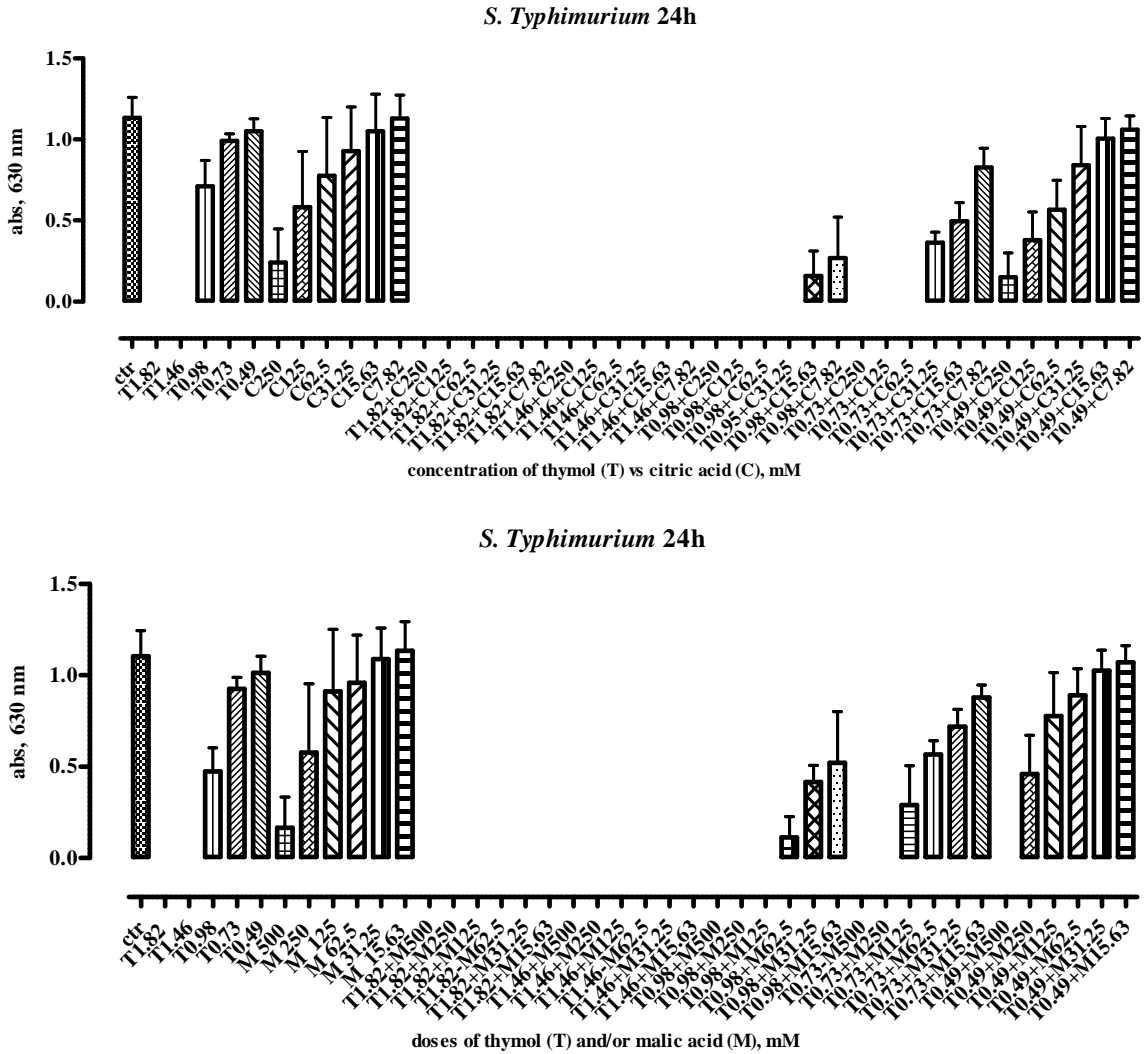 S. Typhimurium 24h
abs, 630 nm
1.5
1.0
0.5
0.0
ctr
T1.82
T1.46
T0.98
T0.73
T0.49
C250
C125
C62.5
C31.25
C15.63
C7.82
T1.82+C250
T1.82+C125
T1.82+C62.5
T1.82+C31.25
T1.82+C15.63
T1.82+C7.82
T1.46+C250
T1.46+C125
T146+C62.5
T1.46+C31.25
T1.46+C15.63
T1.46+C7.82
T0.98+C250
T0.98+C125
T0.98+C62.5
T0.95+C31.25
T0.98+C15.63
T0.98+C7.82
T0.73+C250
T0.73+C125
T0.73+C62.5
T0.73+C31.25
T0.73+C15.63
T0.73+C7.82
T0.49+C250
T0.49+C125
T0.49+C62.5
T0.49+C31.25
T0.49+C15.63
T0.49+C7.82
concentration of thymol (T) vs citric acid (C), mM
S. Typhimurium 24h
abs, 630 nm
1.5
1.0
0.5
0.0
ctr
T1.82
T1.46
T0.98
T0.73
T0.49
M 500
M 250
M 125
M 62.5
M 31.25
M 15.63
T1.82+M500
T1.82+M250
T1.82+M125
T1.82-M62.5
T1.82+M31.25
T1.82+M15.63
T1.46+M500
T1.46+M250
T1.46+M125
T1.46-M62.5
T1.46+M31.25
T1.46+M15.63
T0.98+M500
T0.98+M250
T0.98+M125
T0.98+M62.5
T0.98+M31.25
T0.98+M15.63
T0.73+M500
T0.73+M250
T0.73+M125
T0.73+M62.5
T0.73+M31.25
T0.73+M15.63
T0.49+M500
T0.49+M250
T0.49+M125
T0.49+M62.5
T0.49+M31.25
T0.49+M15.63
doses of thymol (T) and/or malic acid (M), mM